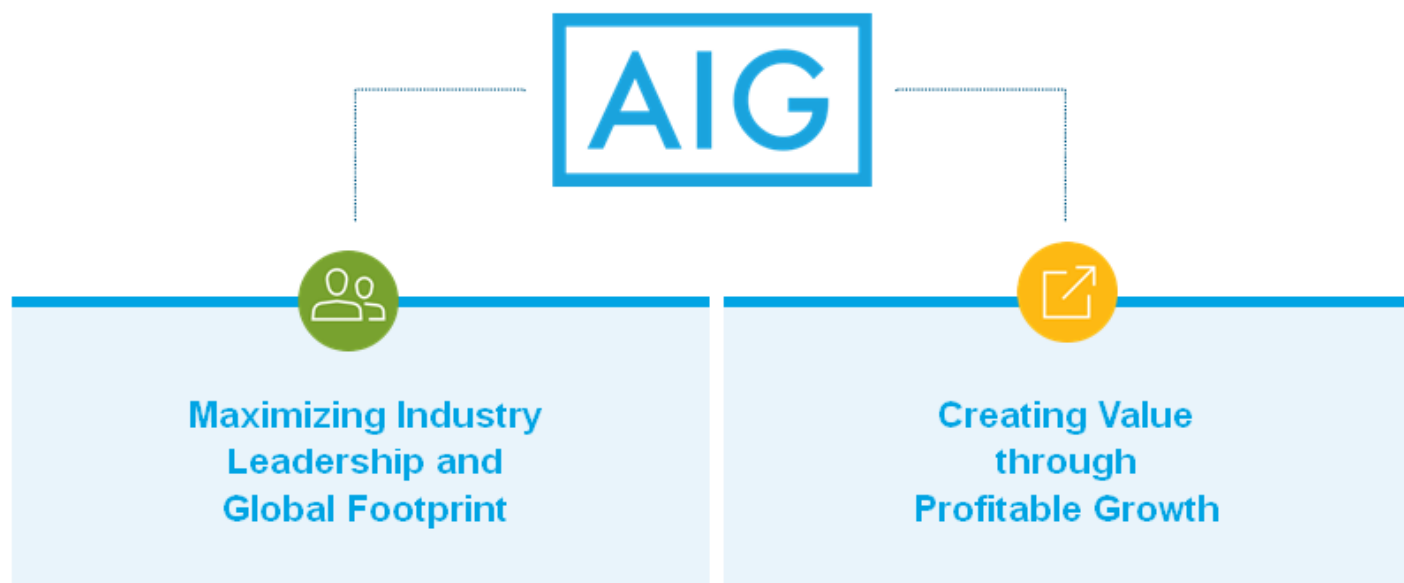 AIG
Maximizing Industry
Leadership and
Global Footprint
Creating Value
through
Profitable Growth